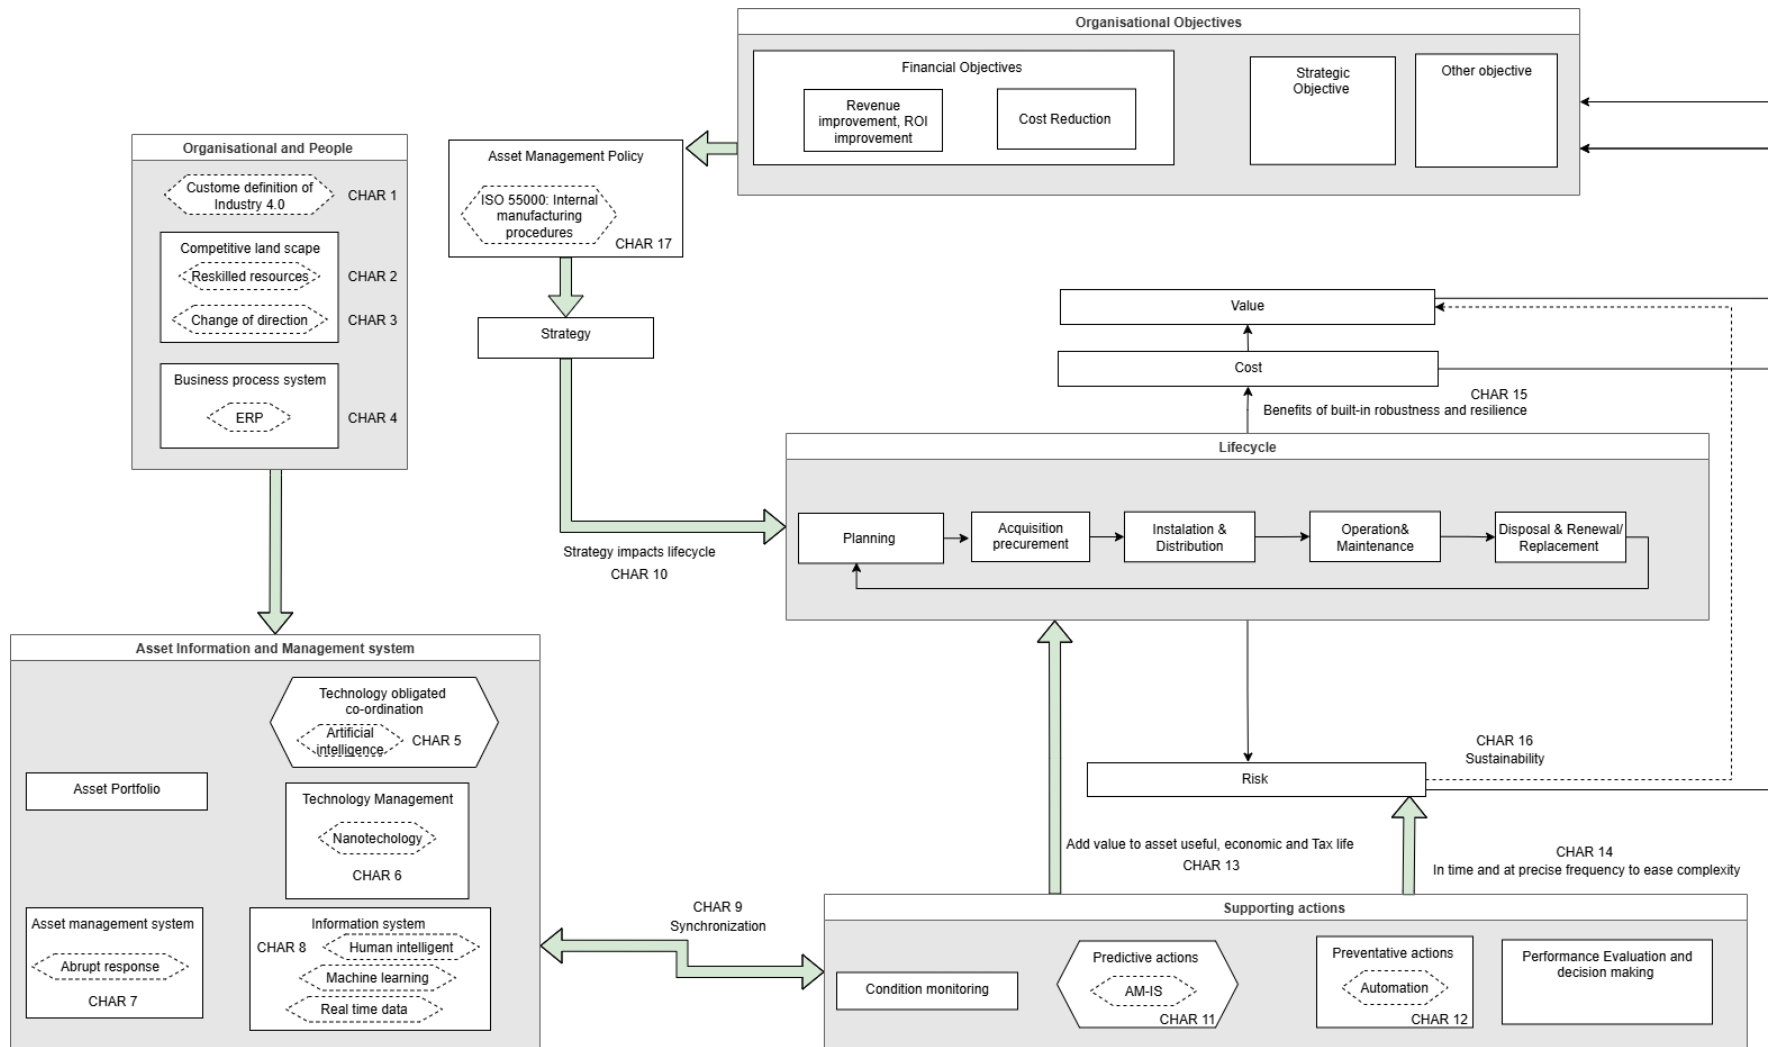 Organisational Objectives
Financial Objectives
Revenue
improvement, ROI
improvement
Cost Reduction
Strategic
Objective
Other objective
Organisational and People
Custome definition of
Industry 4.0
CHAR 1
Competitive land scape
Reskilled resources
CHAR 2
Change of direction
CHAR 3
Business process system
ERP
CHAR 4
Asset Management Policy
ISO 55000: Internal
manufacturing
procedures
CHAR 17
Strategy
Strategy impacts lifecycle
CHAR 10
Value
Cost
CHAR 15
Benefits of built-in robustness and resilience
Lifecycle
Planning
Acquisition
precurement
Instalation &
Distribution
Operation&
Maintenance
Disposal & Renewal/
Replacement
CHAR 16
Sustainability
Risk
Add value to asset useful, economic and Tax life
CHAR 13
CHAR 14
In time and at precise frequency to ease complexity
Asset Information and Management system
Technology obligated
co-ordination
Artificial
intelligence
CHAR 5
Asset Portfolio
Technology Management
Nanotechology
CHAR 6
Asset management system
Abrupt response
CHAR 7
Information system
CHAR 8
Human intelligent
Machine learning
Real time data
CHAR 9
Synchronization
Supporting actions
Condition monitoring
Predictive actions
AM-IS
CHAR 11
Preventative actions
Automation
CHAR 12
Performance Evaluation and
decision making